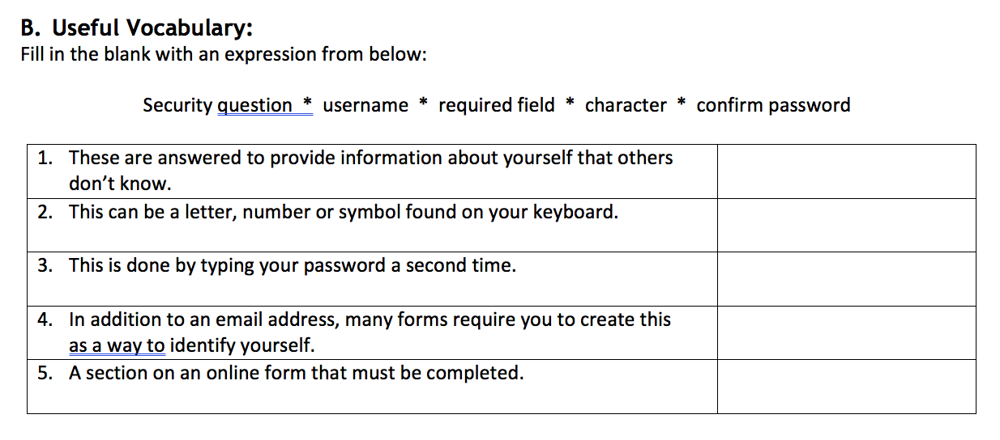 B. Useful Vocabulary:
Fill in the blank with an expression from below:
Security question * username * required field * character * confirm password
1. These are answered to provide information about yourself that others
don’t know.
2. This can be a letter, number or symbol found on your keyboard.
3. This is done by typing your password a second time.
4. In addition to an email address, many forms require you to create this
as a way to identify yourself.
5. A section on an online form that must be completed.